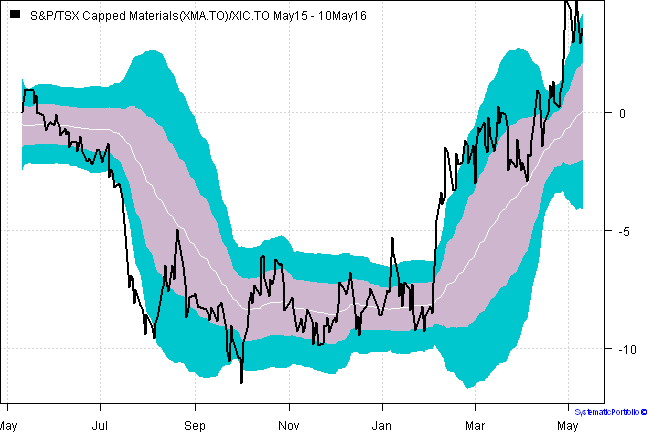 S&P/TSX Capped Materials(XMA.TO)/XIC.TO May15 - 10May16
0
-5
-10
May Jul Sep Nov Jan Mar May
SystematicPortfolio ©